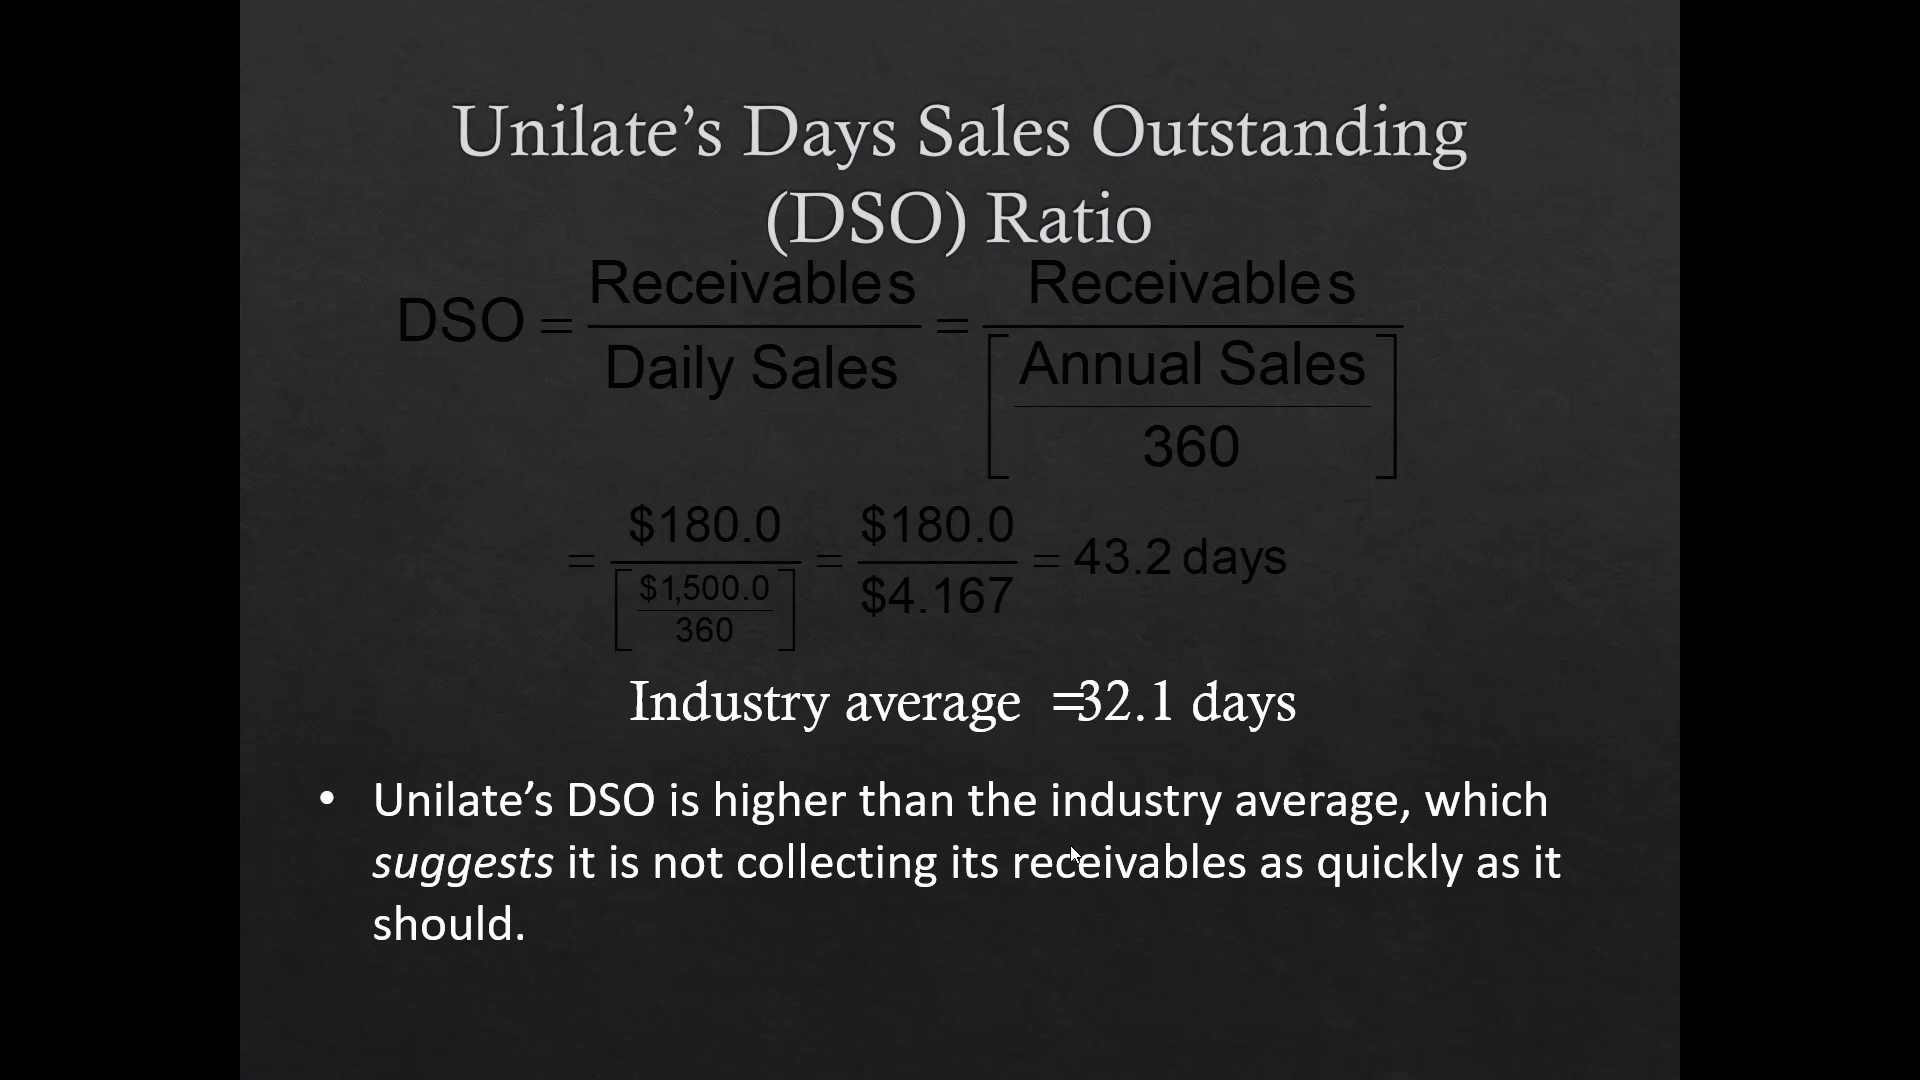 Unilate’s Days Sales Outstanding
(DSO) Ratio
DSO = Receivables / Daily Sales = Receivables / [Annual Sales / 360]
= $180.0 / [$1,500.0 / 360] = $180.0 / $4.167 = 43.2 days
Industry average =32.1 days
• Unilate’s DSO is higher than the industry average, which
suggests it is not collecting its receivables as quickly as it
should.